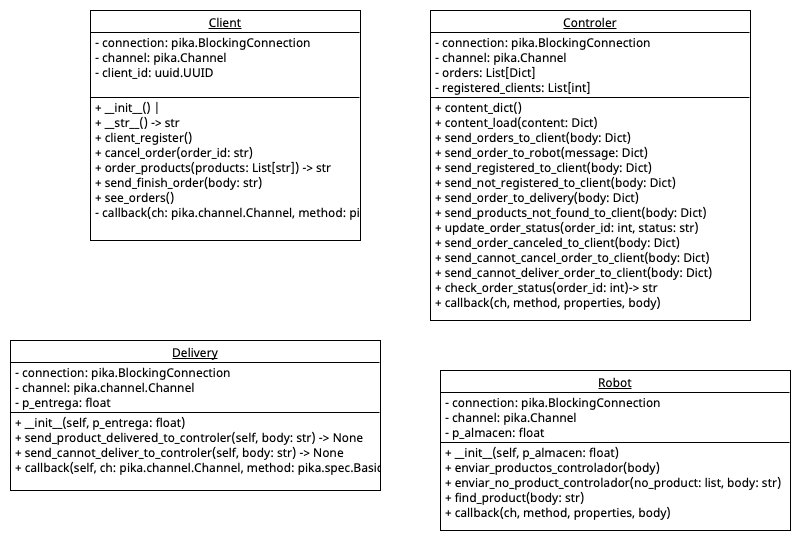 Client
- connection: pika.BlockingConnection
- channel: pika.Channel
- client_id: uuid.UUID
+ __init__() |
+ __str__() -> str
+ client_register()
+ cancel_order(order_id: str)
+ order_products(products: List[str]) -> str
+ send_finish_order(body: str)
+ see_orders()
- callback(ch: pika.channel.Channel, method: pi
Controler
- connection: pika.BlockingConnection
- channel: pika.Channel
- orders: List[Dict]
- registered_clients: List[int]
+ content_dict()
+ content_load(content: Dict)
+ send_orders_to_client(body: Dict)
+ send_order_to_robot(message: Dict)
+ send_registered_to_client(body: Dict)
+ send_not_registered_to_client(body: Dict)
+ send_order_to_delivery(body: Dict)
+ send_products_not_found_to_client(body: Dict)
+ update_order_status(order_id: int, status: str)
+ send_order_canceled_to_client(body: Dict)
+ send_cannot_cancel_order_to_client(body: Dict)
+ send_cannot_deliver_order_to_client(body: Dict)
+ check_order_status(order_id: int)-> str
+ callback(ch, method, properties, body)
Delivery
- connection: pika.BlockingConnection
- channel: pika.channel.Channel
- p_entrega: float
+ __init__(self, p_entrega: float)
+ send_product_delivered_to_controler(self, body: str) -> None
+ send_cannot_deliver_to_controler(self, body: str) -> None
+ callback(self, ch: pika.channel.Channel, method: pika.spec.Basic
Robot
- connection: pika.BlockingConnection
- channel: pika.Channel
- p_almacen: float
+ __init__(self, p_almacen: float)
+ enviar_productos_controlador(body)
+ enviar_no_product_controlador(no_product: list, body: str)
+ find_product(body: str)
+ callback(ch, method, properties, body)